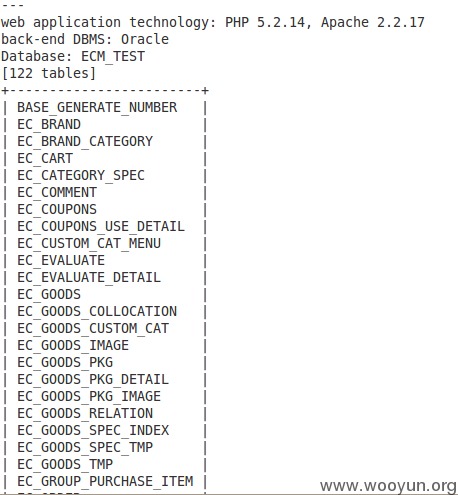 ---
web application technology: PHP 5.2.14, Apache 2.2.17
back-end DBMS: Oracle
Database: ECM_TEST
[122 tables]
+------------------------+
| BASE_GENERATE_NUMBER |
| EC_BRAND |
| EC_BRAND_CATEGORY |
| EC_CART |
| EC_CATEGORY_SPEC |
| EC_COMMENT |
| EC_COUPONS |
| EC_COUPONS_USE_DETAIL |
| EC_CUSTOM_CAT_MENU |
| EC_EVALUATE |
| EC_EVALUATE_DETAIL |
| EC_GOODS |
| EC_GOODS_COLLOCATION |
| EC_GOODS_CUSTOM_CAT |
| EC_GOODS_IMAGE |
| EC_GOODS_PKG |
| EC_GOODS_PKG_DETAIL |
| EC_GOODS_PKG_IMAGE |
| EC_GOODS_RELATION |
| EC_GOODS_SPEC_INDEX |
| EC_GOODS_SPEC_TMP |
| EC_GOODS_TMP |
| EC_GROUP_PURCHASE_ITEM |
www.wooyun.org